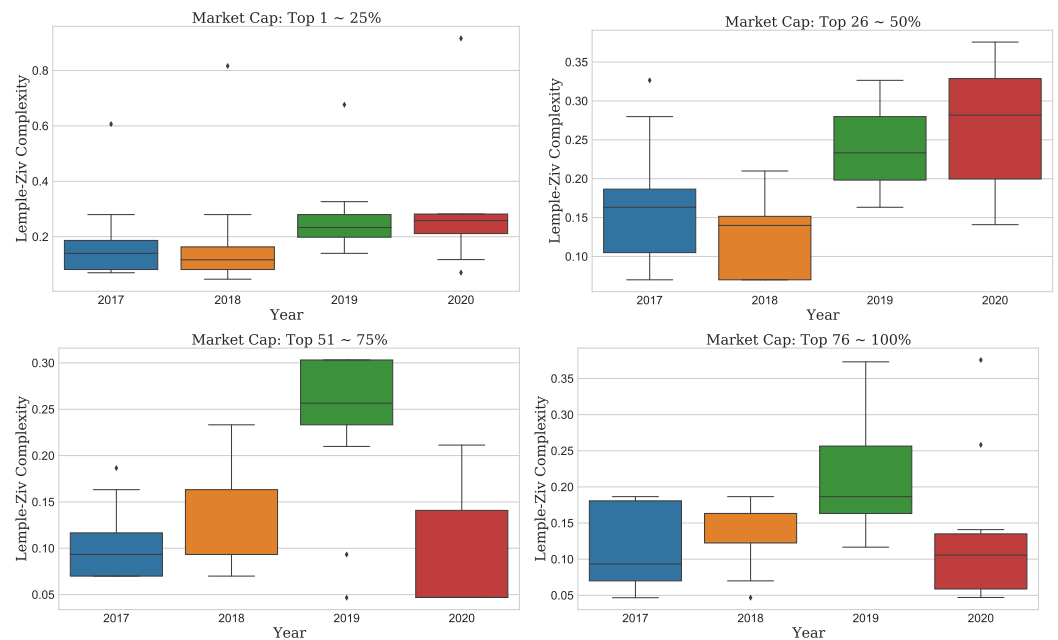 Market Cap: Top 1 ~ 25%
Lemple-Ziv Complexity
0.8
0.6
0.4
0.2
2017 2018 2019 2020
Year
Market Cap: Top 26 ~ 50%
Lemple-Ziv Complexity
0.35
0.30
0.25
0.20
0.15
0.10
2017 2018 2019 2020
Year
Market Cap: Top 51 ~ 75%
Lemple-Ziv Complexity
0.30
0.25
0.20
0.15
0.10
0.05
2017 2018 2019 2020
Year
Market Cap: Top 76 ~ 100%
Lemple-Ziv Complexity
0.35
0.30
0.25
0.20
0.15
0.10
0.05
2017 2018 2019 2020
Year